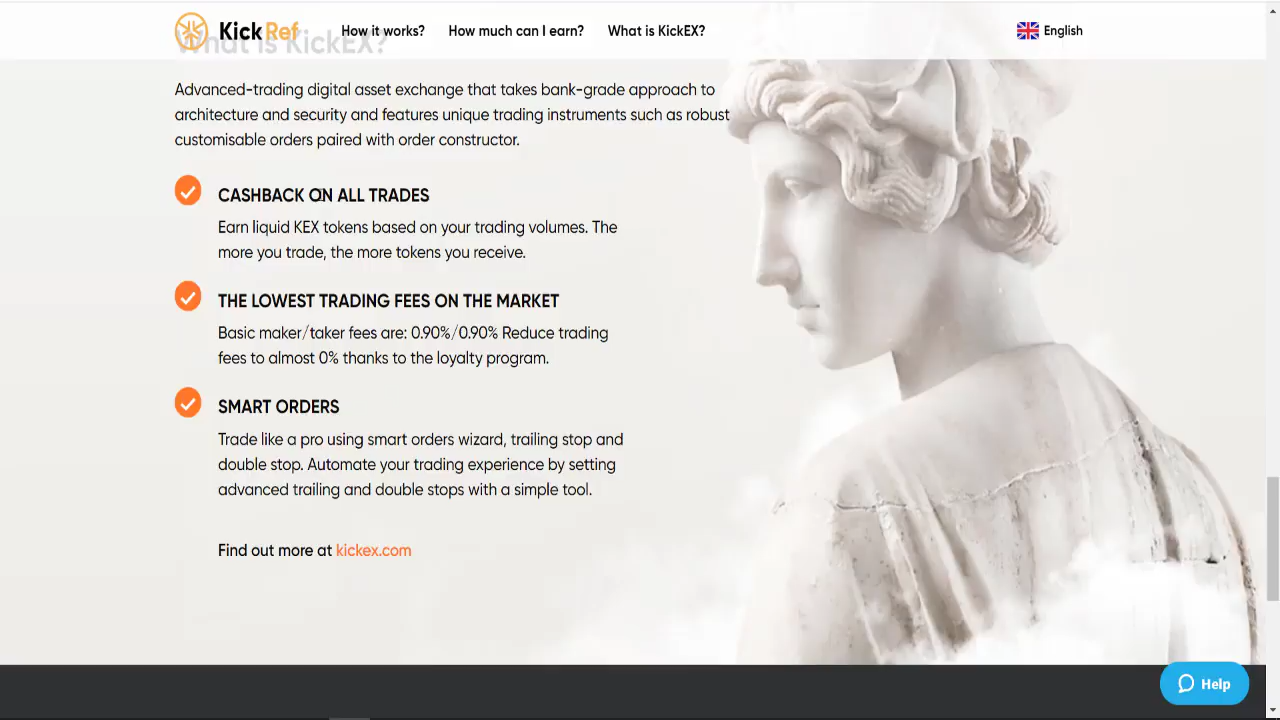 KickRef
How it works?
How much can I earn?
What is KickEX?
English
What is KickEX?
Advanced-trading digital asset exchange that takes bank-grade approach to
architecture and security and features unique trading instruments such as robust
customisable orders paired with order constructor.
CASHBACK ON ALL TRADES
Earn liquid KEX tokens based on your trading volumes. The
more you trade, the more tokens you receive.
THE LOWEST TRADING FEES ON THE MARKET
Basic maker/taker fees are: 0.90%/0.90% Reduce trading
fees to almost 0% thanks to the loyalty program.
SMART ORDERS
Trade like a pro using smart orders wizard, trailing stop and
double stop. Automate your trading experience by setting
advanced trailing and double stops with a simple tool.
Find out more at kickex.com
Help